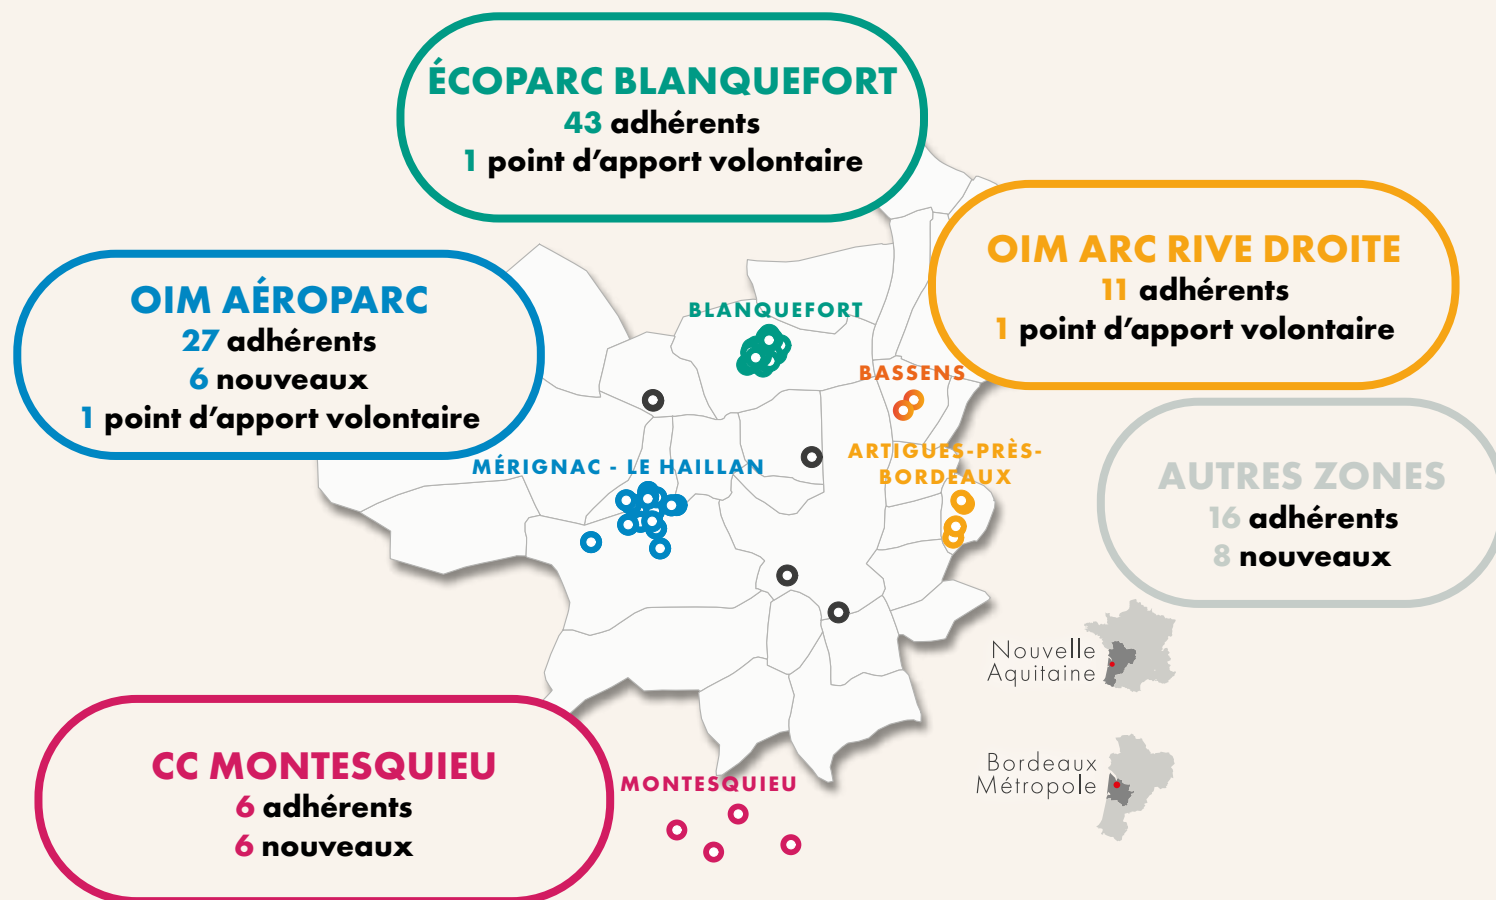 ÉCOPARC BLANQUEFORT
43 adhérents
1 point d’apport volontaire
OIM ARC RIVE DROITE
11 adhérents
1 point d’apport volontaire
OIM AÉROPARC
27 adhérents
6 nouveaux
1 point d’apport volontaire
BLANQUEFORT
BASSENS
ARTIGUES-PRÈS-
BORDEAUX
MÉRIGNAC - LE HAILLAN
AUTRES ZONES
16 adhérents
8 nouveaux
Nouvelle
Aquitaine
Bordeaux
Métropole
CC MONTESQUIEU
6 adhérents
6 nouveaux
MONTESQUIEU